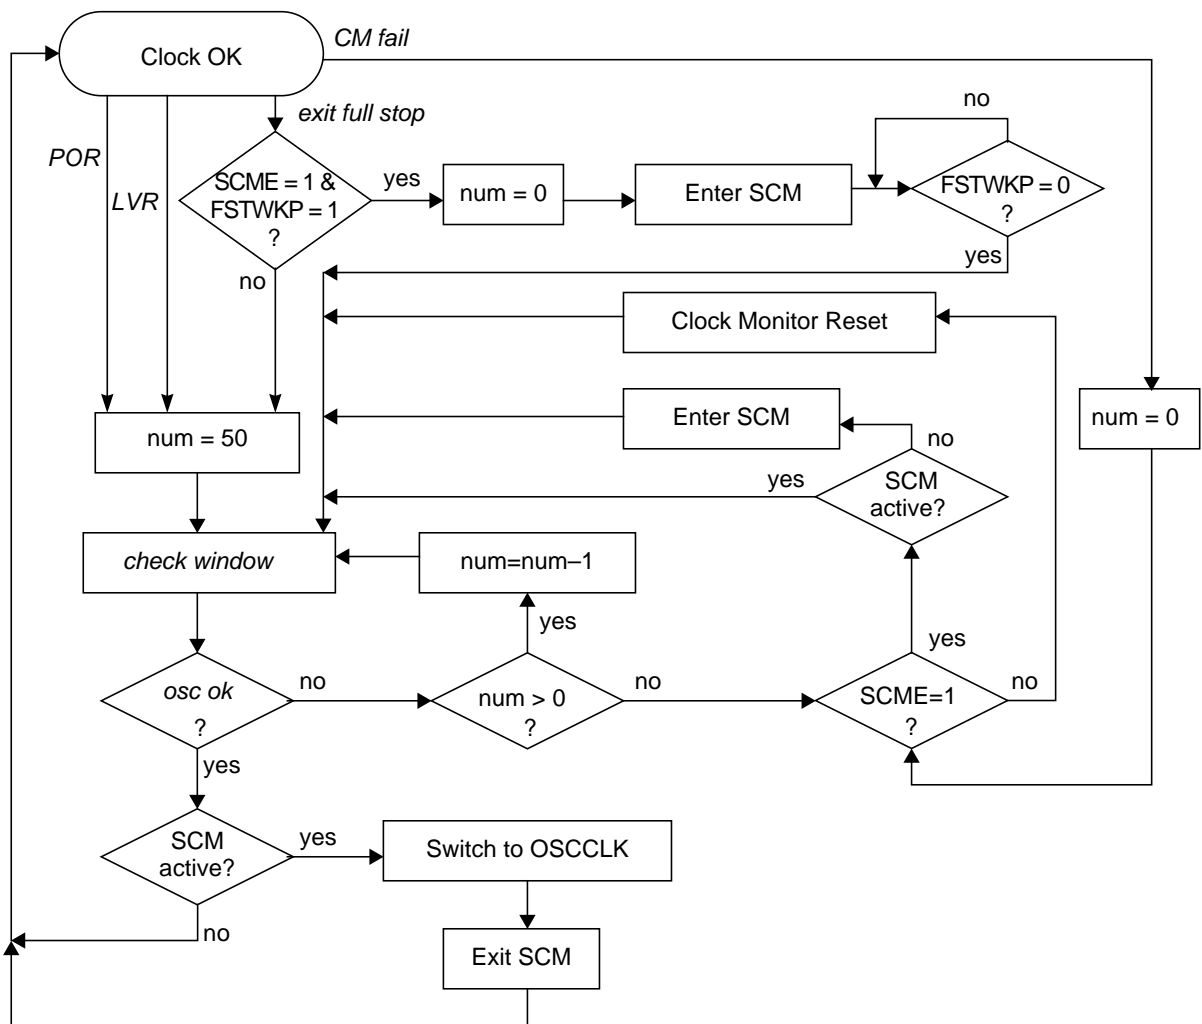 Clock OK
CM fail
exit full stop
POR
LVR
SCME = 1 &
FSTWKP = 1
?
yes
no
num = 0
Enter SCM
no
FSTWKP = 0
?
yes
Clock Monitor Reset
Enter SCM
no
num = 0
num = 50
SCM
active?
yes
check window
num=num–1
yes
yes
osc ok
?
no
num > 0
?
no
SCME=1
?
no
yes
SCM
active?
yes
Switch to OSCCLK
no
Exit SCM